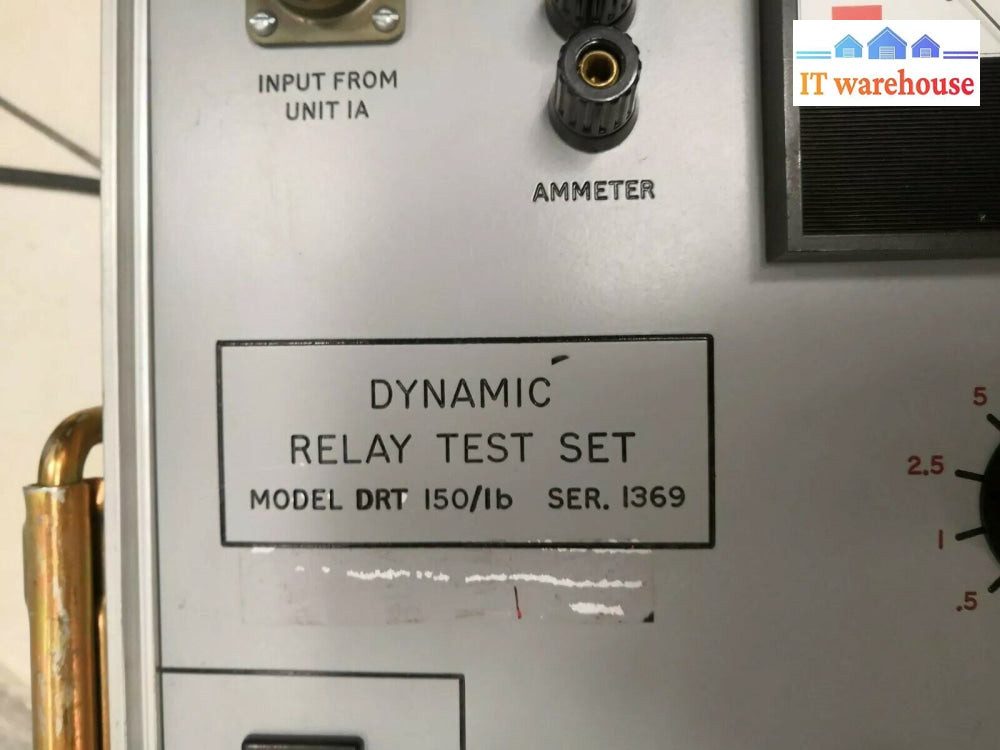 IT warehouse
INPUT FROM
UNIT 1A
AMMETER
DYNAMIC
RELAY TEST SET
MODEL DRT 150/1b SER. 1369
5
2.5
1
.5